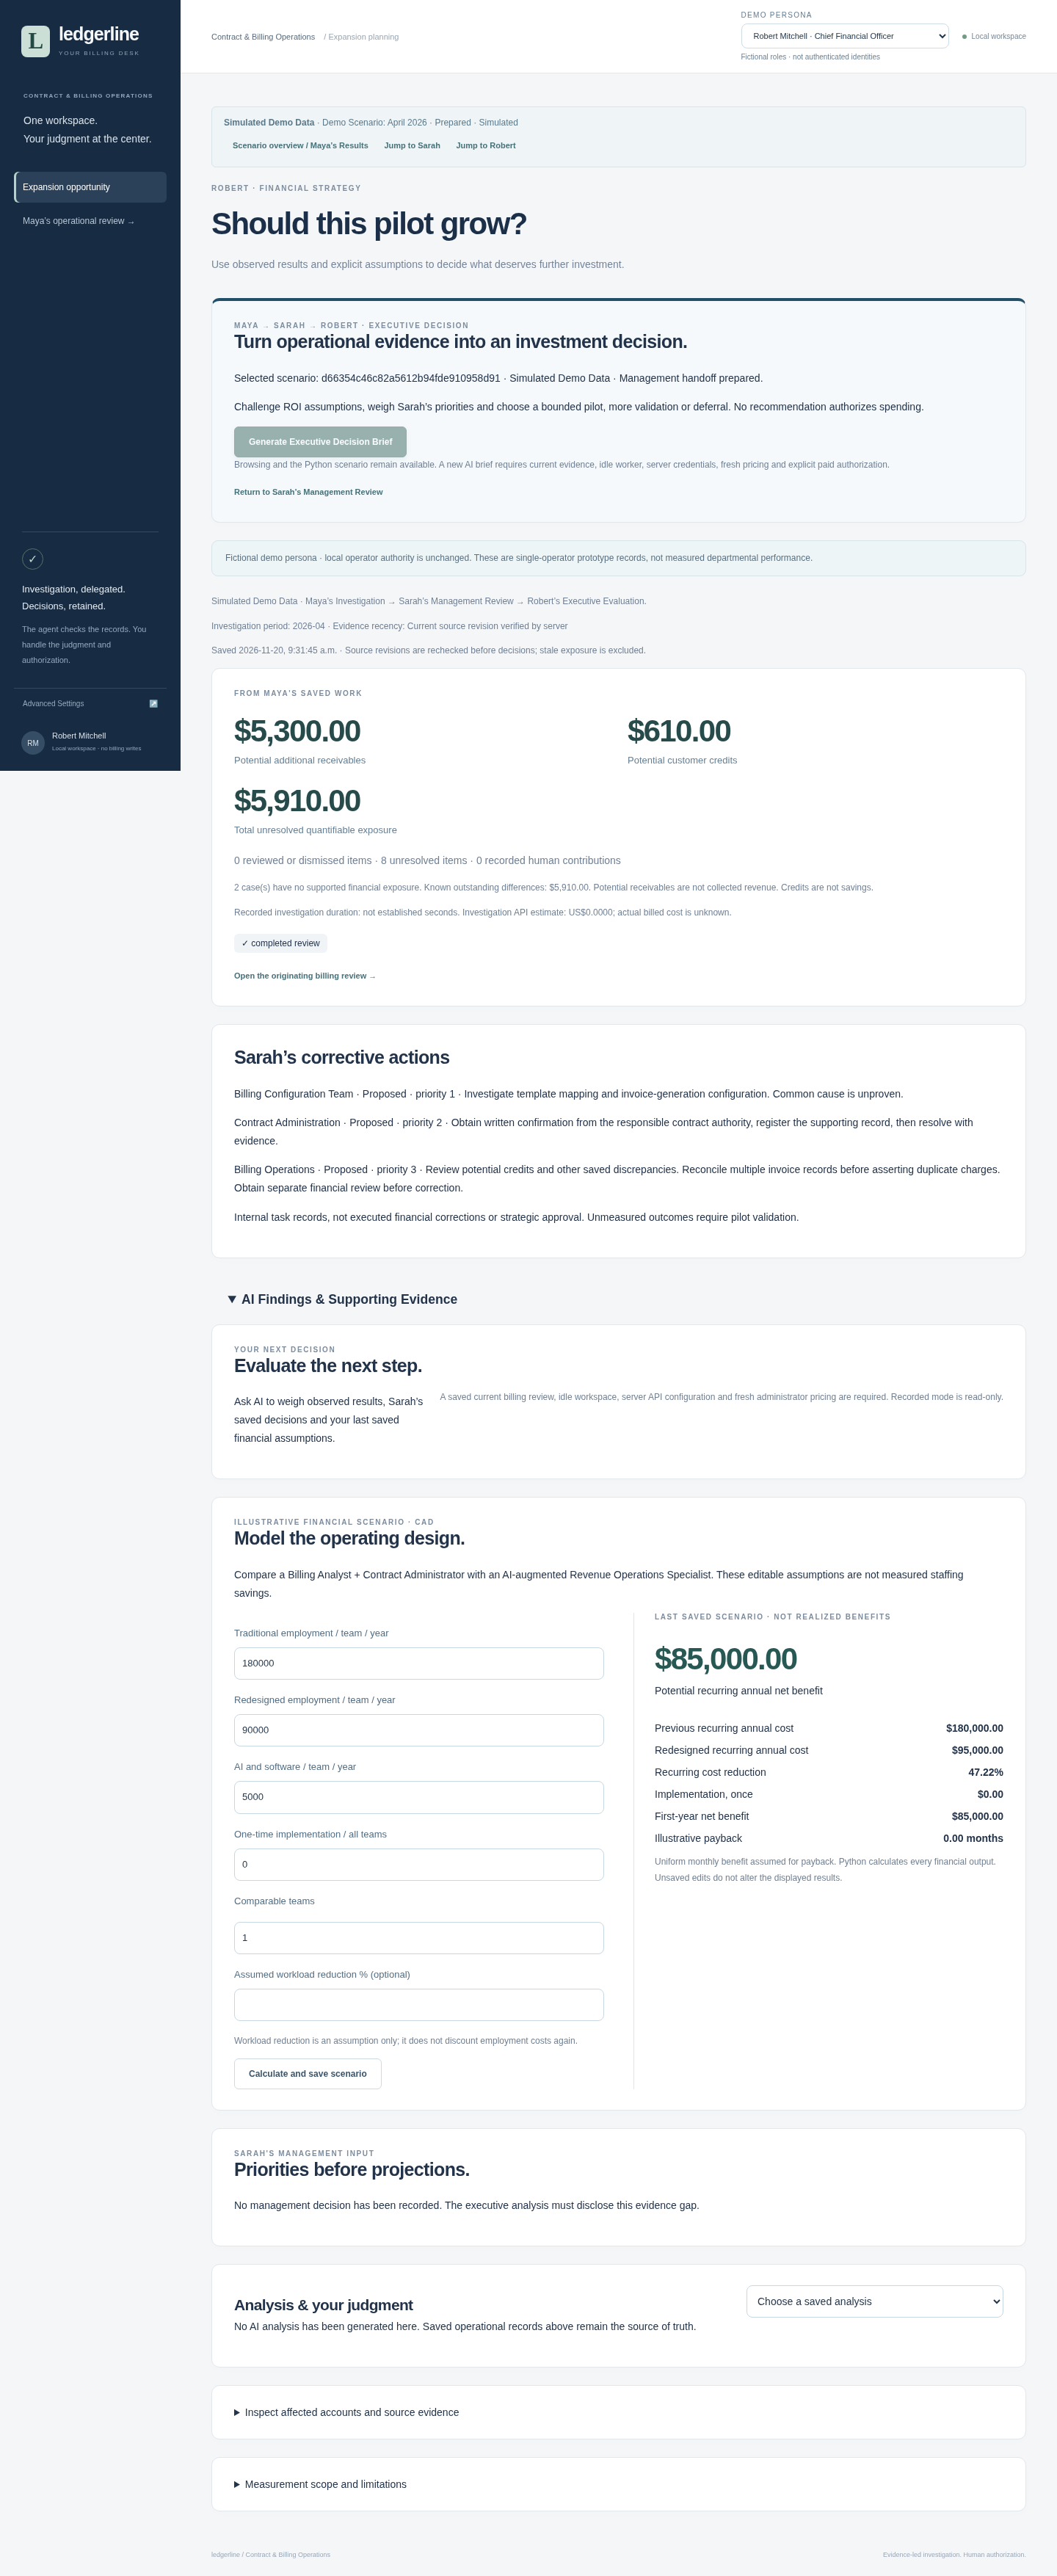 L
ledgerline
YOUR BILLING DESK
CONTRACT & BILLING OPERATIONS
One workspace.
Your judgment at the center.
Expansion opportunity
Maya's operational review →
✓
Investigation, delegated.
Decisions, retained.
The agent checks the records. You
handle the judgment and
authorization.
Advanced Settings ↗
RM
Robert Mitchell
Local workspace · no billing writes
Contract & Billing Operations / Expansion planning
DEMO PERSONA
Robert Mitchell · Chief Financial Officer
Fictional roles · not authenticated identities
Local workspace
Simulated Demo Data · Demo Scenario: April 2026 · Prepared · Simulated
Scenario overview / Maya's Results Jump to Sarah Jump to Robert
ROBERT · FINANCIAL STRATEGY
Should this pilot grow?
Use observed results and explicit assumptions to decide what deserves further investment.
MAYA → SARAH → ROBERT · EXECUTIVE DECISION
Turn operational evidence into an investment decision.
Selected scenario: d66354c46c82a5612b94fde910958d91 · Simulated Demo Data · Management handoff prepared.
Challenge ROI assumptions, weigh Sarah's priorities and choose a bounded pilot, more validation or deferral. No recommendation authorizes spending.
Generate Executive Decision Brief
Browsing and the Python scenario remain available. A new AI brief requires current evidence, idle worker, server credentials, fresh pricing and explicit paid authorization.
Return to Sarah's Management Review
Fictional demo persona · local operator authority is unchanged. These are single-operator prototype records, not measured departmental performance.
Simulated Demo Data · Maya's Investigation → Sarah's Management Review → Robert's Executive Evaluation.
Investigation period: 2026-04 · Evidence recency: Current source revision verified by server
Saved 2026-11-20, 9:31:45 a.m. · Source revisions are rechecked before decisions; stale exposure is excluded.
FROM MAYA'S SAVED WORK
$5,300.00
Potential additional receivables
$610.00
Potential customer credits
$5,910.00
Total unresolved quantifiable exposure
0 reviewed or dismissed items · 8 unresolved items · 0 recorded human contributions
2 case(s) have no supported financial exposure. Known outstanding differences: $5,910.00. Potential receivables are not collected revenue. Credits are not savings.
Recorded investigation duration: not established seconds. Investigation API estimate: US$0.0000; actual billed cost is unknown.
✓ completed review
Open the originating billing review →
Sarah's corrective actions
Billing Configuration Team · Proposed · priority 1 · Investigate template mapping and invoice-generation configuration. Common cause is unproven.
Contract Administration · Proposed · priority 2 · Obtain written confirmation from the responsible contract authority, register the supporting record, then resolve with
evidence.
Billing Operations · Proposed · priority 3 · Review potential credits and other saved discrepancies. Reconcile multiple invoice records before asserting duplicate charges.
Obtain separate financial review before correction.
Internal task records, not executed financial corrections or strategic approval. Unmeasured outcomes require pilot validation.
▼ AI Findings & Supporting Evidence
YOUR NEXT DECISION
Evaluate the next step.
Ask AI to weigh observed results, Sarah's
saved decisions and your last saved
financial assumptions.
A saved current billing review, idle workspace, server API configuration and fresh administrator pricing are required. Recorded mode is read-only.
ILLUSTRATIVE FINANCIAL SCENARIO · CAD
Model the operating design.
Compare a Billing Analyst + Contract Administrator with an AI-augmented Revenue Operations Specialist. These editable assumptions are not measured staffing
savings.
Traditional employment / team / year
180000
Redesigned employment / team / year
90000
AI and software / team / year
5000
One-time implementation / all teams
0
Comparable teams
1
Assumed workload reduction % (optional)
Workload reduction is an assumption only; it does not discount employment costs again.
Calculate and save scenario
LAST SAVED SCENARIO · NOT REALIZED BENEFITS
$85,000.00
Potential recurring annual net benefit
Previous recurring annual cost $180,000.00
Redesigned recurring annual cost $95,000.00
Recurring cost reduction 47.22%
Implementation, once $0.00
First-year net benefit $85,000.00
Illustrative payback 0.00 months
Uniform monthly benefit assumed for payback. Python calculates every financial output.
Unsaved edits do not alter the displayed results.
SARAH'S MANAGEMENT INPUT
Priorities before projections.
No management decision has been recorded. The executive analysis must disclose this evidence gap.
Analysis & your judgment
Choose a saved analysis
No AI analysis has been generated here. Saved operational records above remain the source of truth.
▶ Inspect affected accounts and source evidence
▶ Measurement scope and limitations
ledgerline / Contract & Billing Operations
Evidence-led investigation. Human authorization.